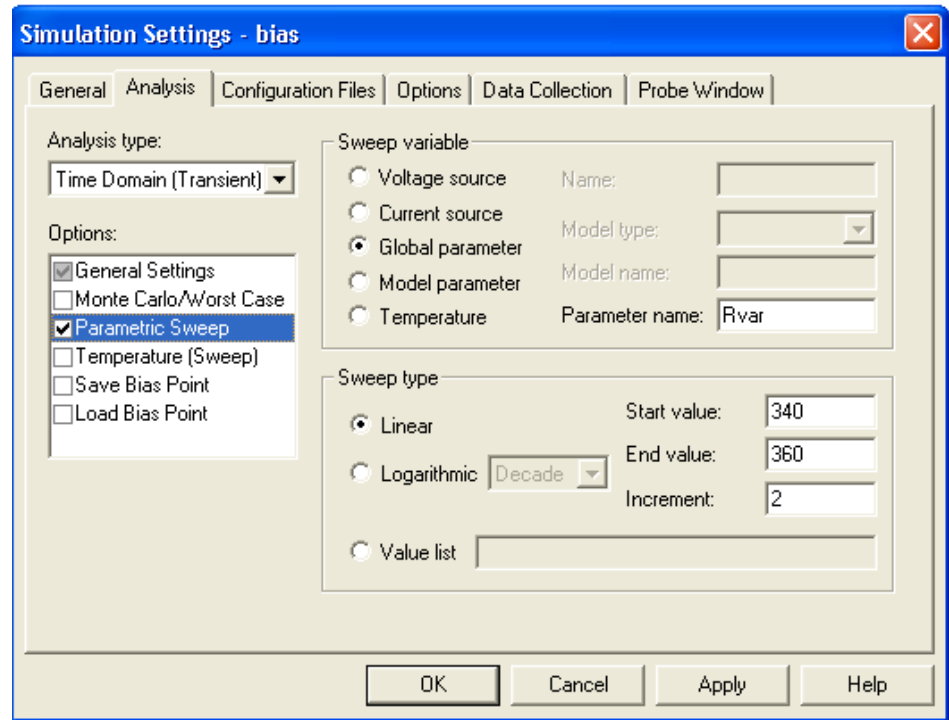 Simulation Settings - bias
General Analysis Configuration Files Options Data Collection Probe Window
Analysis type:
Time Domain (Transient)
Options:
General Settings
Monte Carlo/Worst Case
Parametric Sweep
Temperature (Sweep)
Save Bias Point
Load Bias Point
Sweep variable
Voltage source
Current source
Global parameter
Model parameter
Temperature
Name:
Model type:
Model name:
Parameter name: Rvar
Sweep type
Linear
Logarithmic Decade
Value list
Start value: 340
End value: 360
Increment: 2
OK Cancel Apply Help